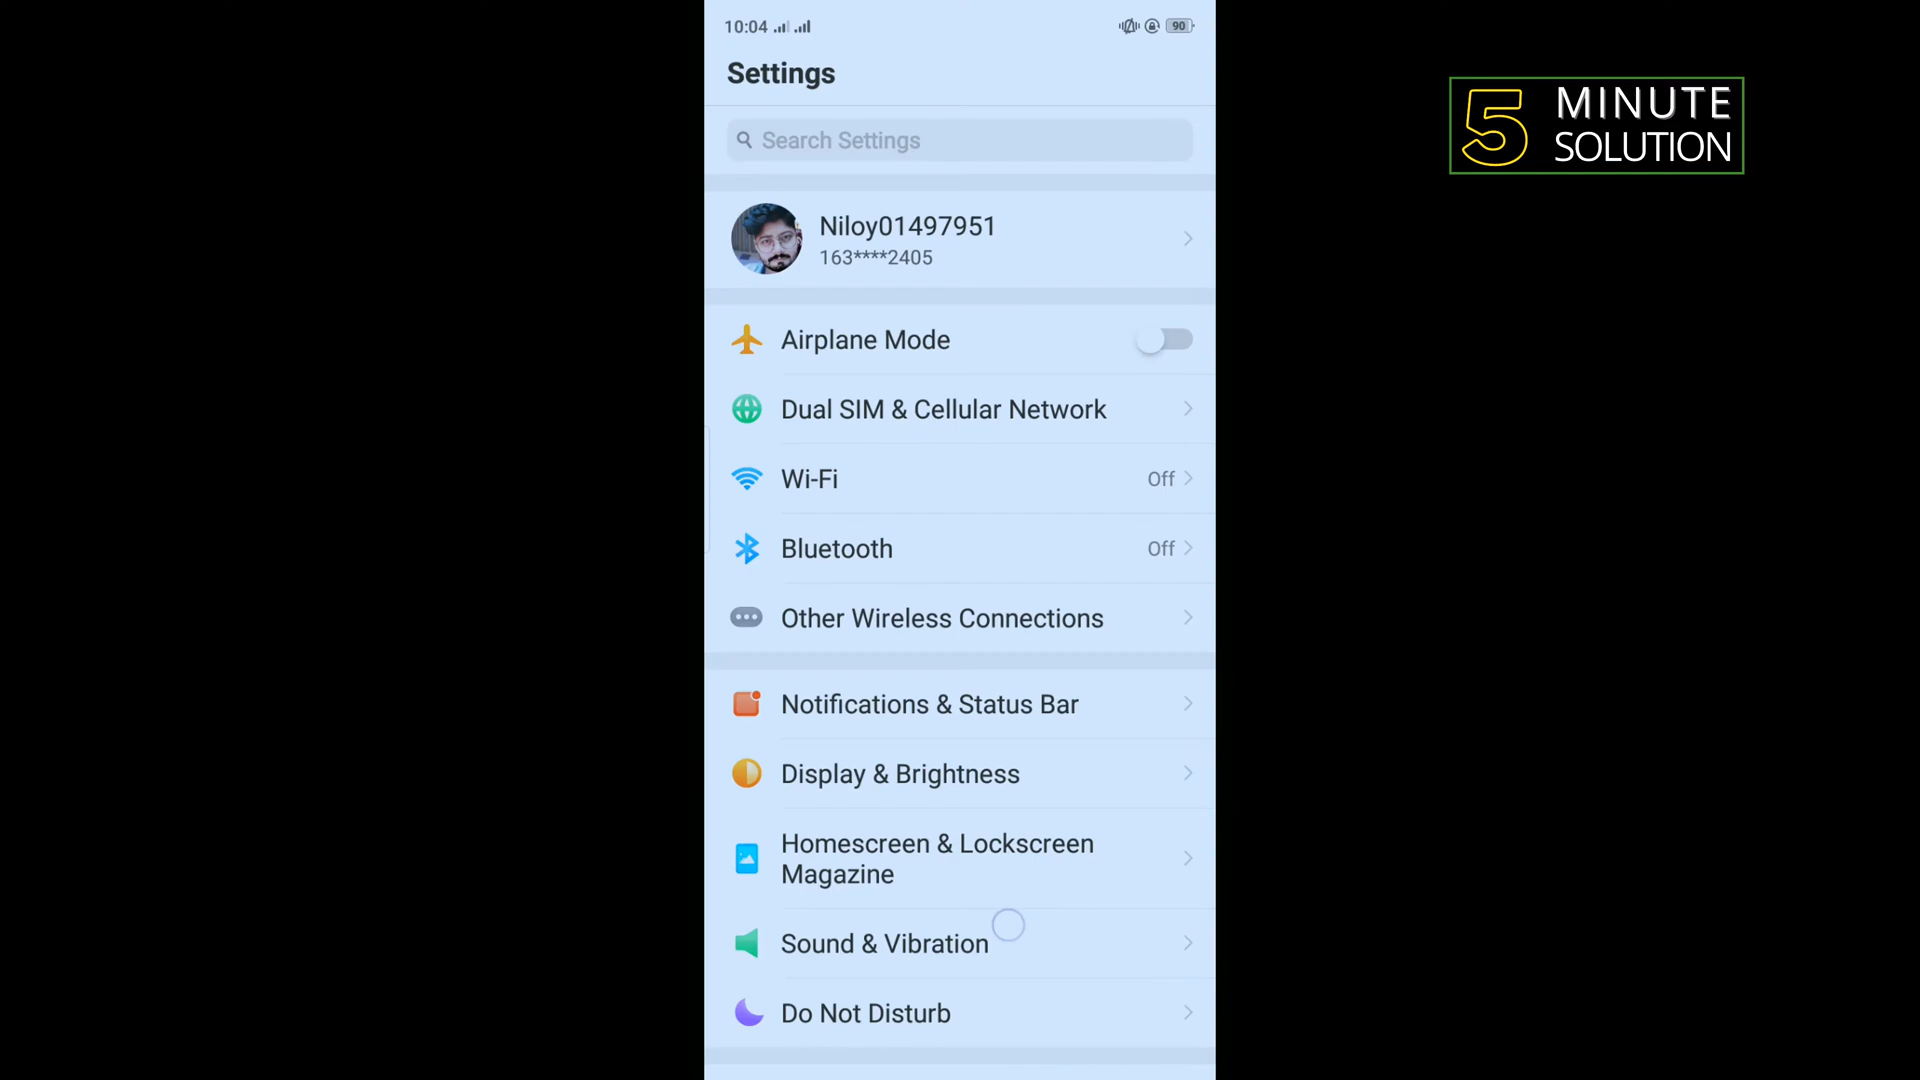 10:04
90
Settings
Search Settings
Niloy01497951
163****2405
Airplane Mode
Dual SIM & Cellular Network
Wi-Fi Off
Bluetooth Off
Other Wireless Connections
Notifications & Status Bar
Display & Brightness
Homescreen & Lockscreen
Magazine
Sound & Vibration
Do Not Disturb
5 MINUTE
SOLUTION